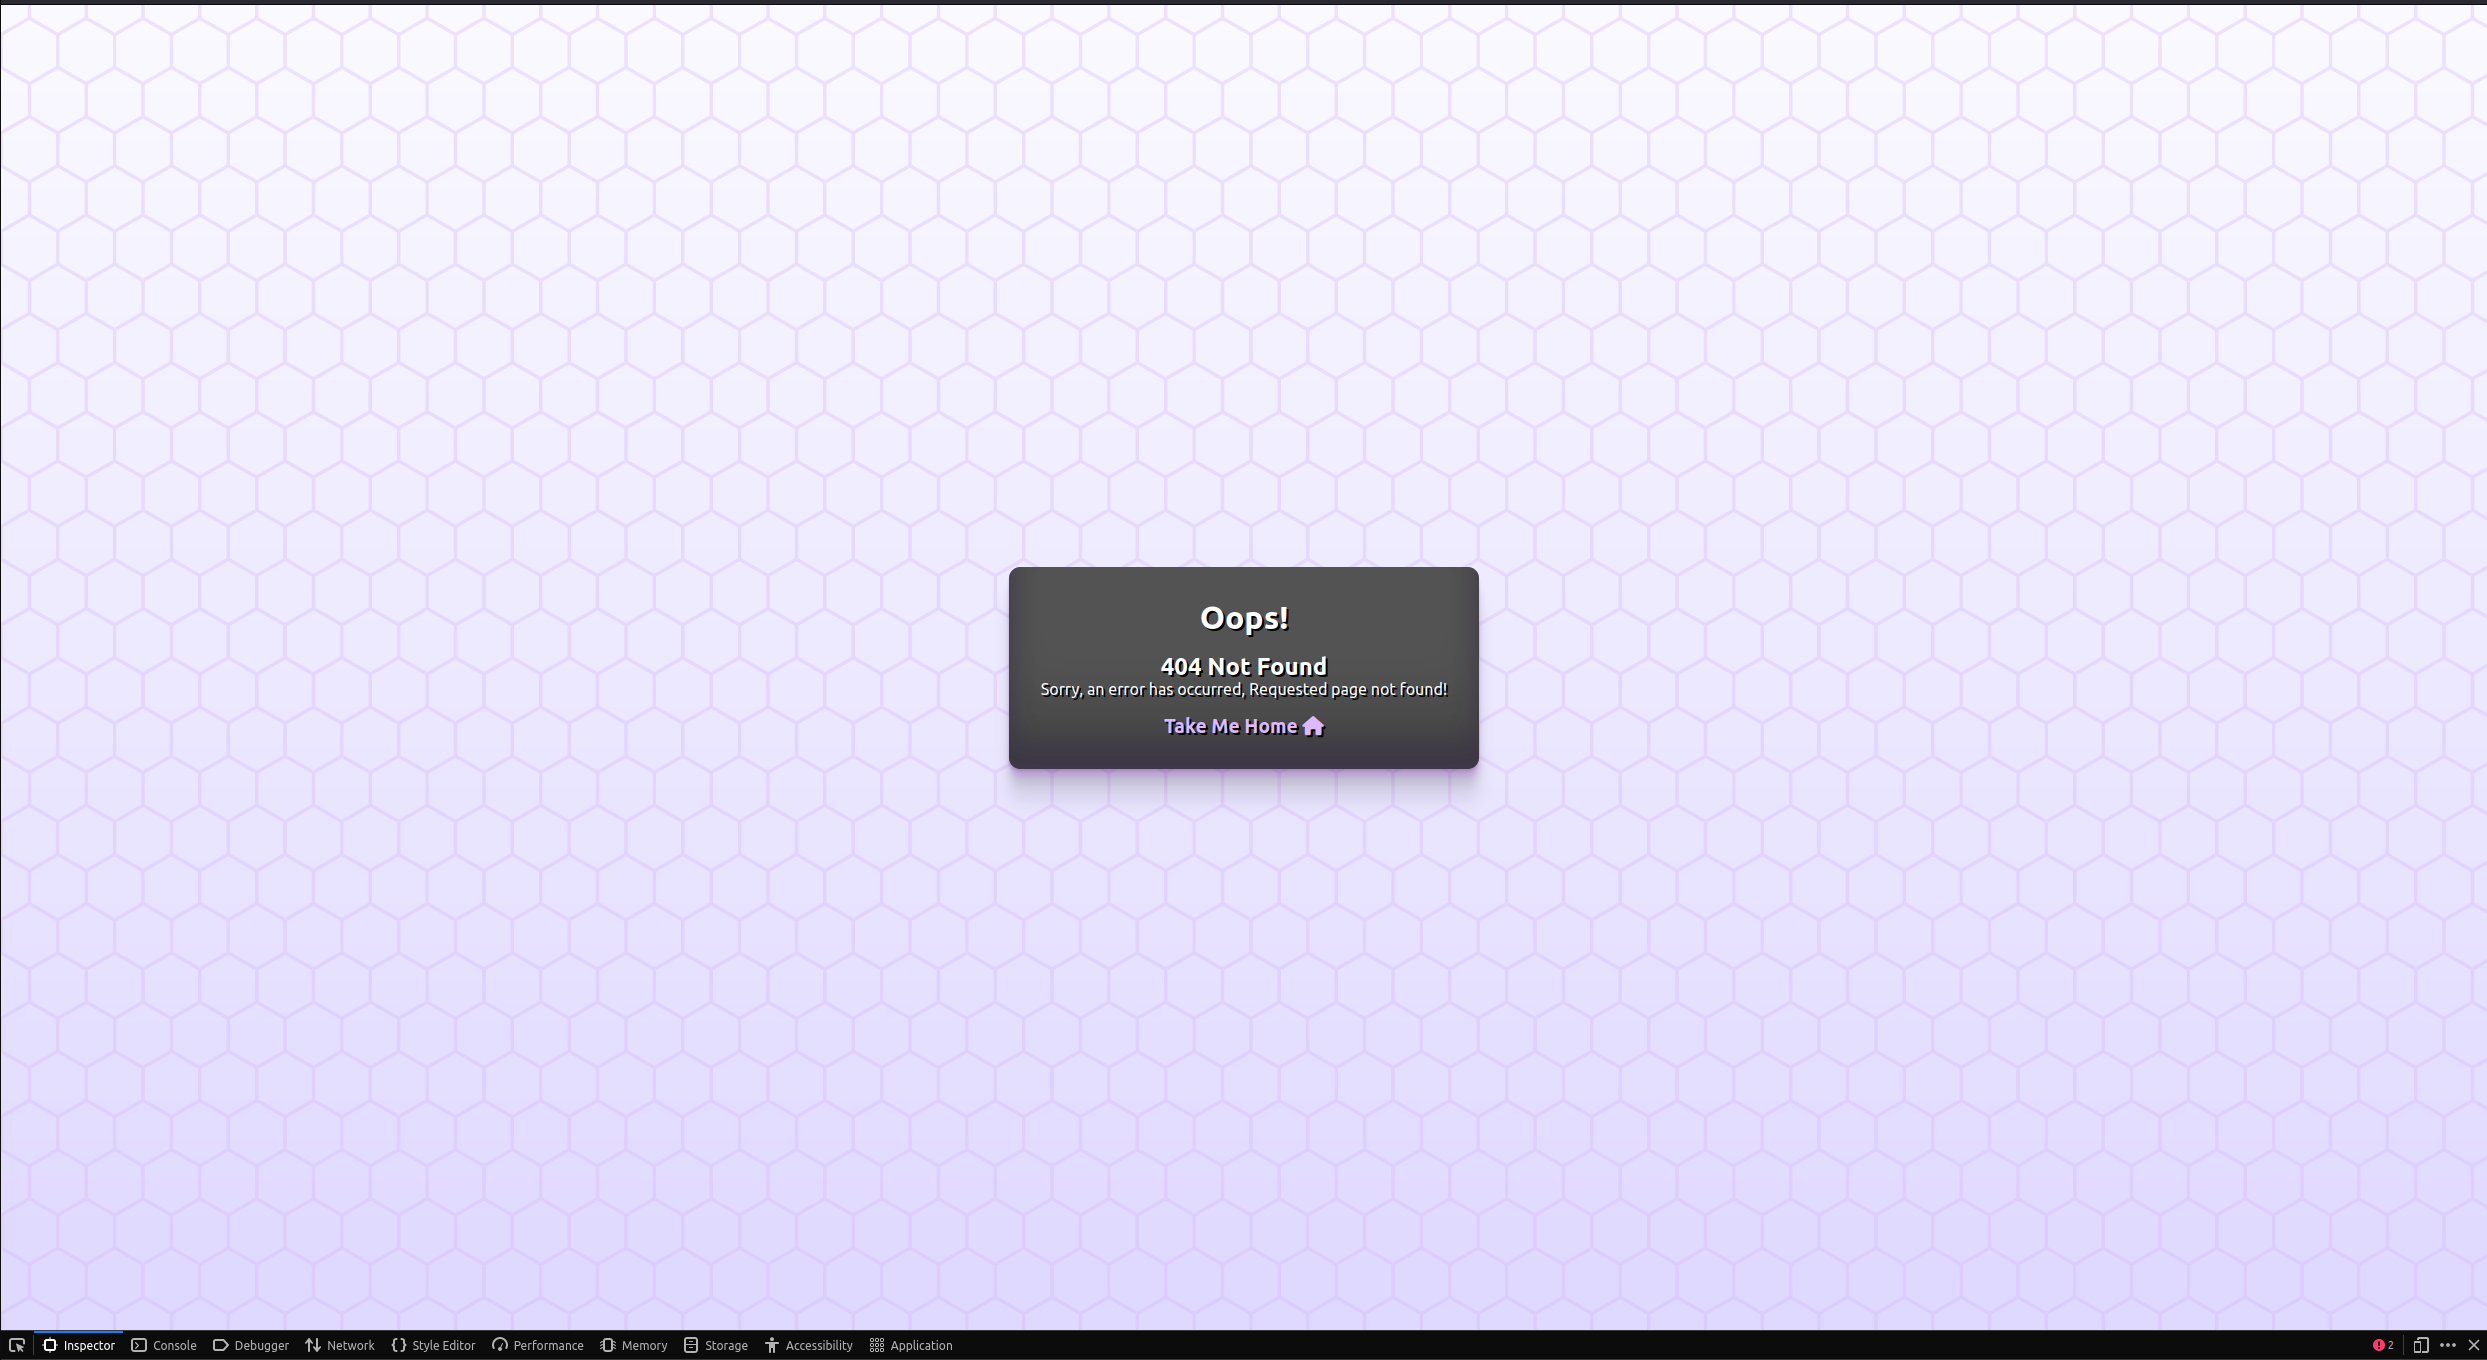 Oops!
404 Not Found
Sorry, an error has occurred, Requested page not found!
Take Me Home
Inspector Console Debugger Network Style Editor Performance Memory Storage Accessibility Application 2